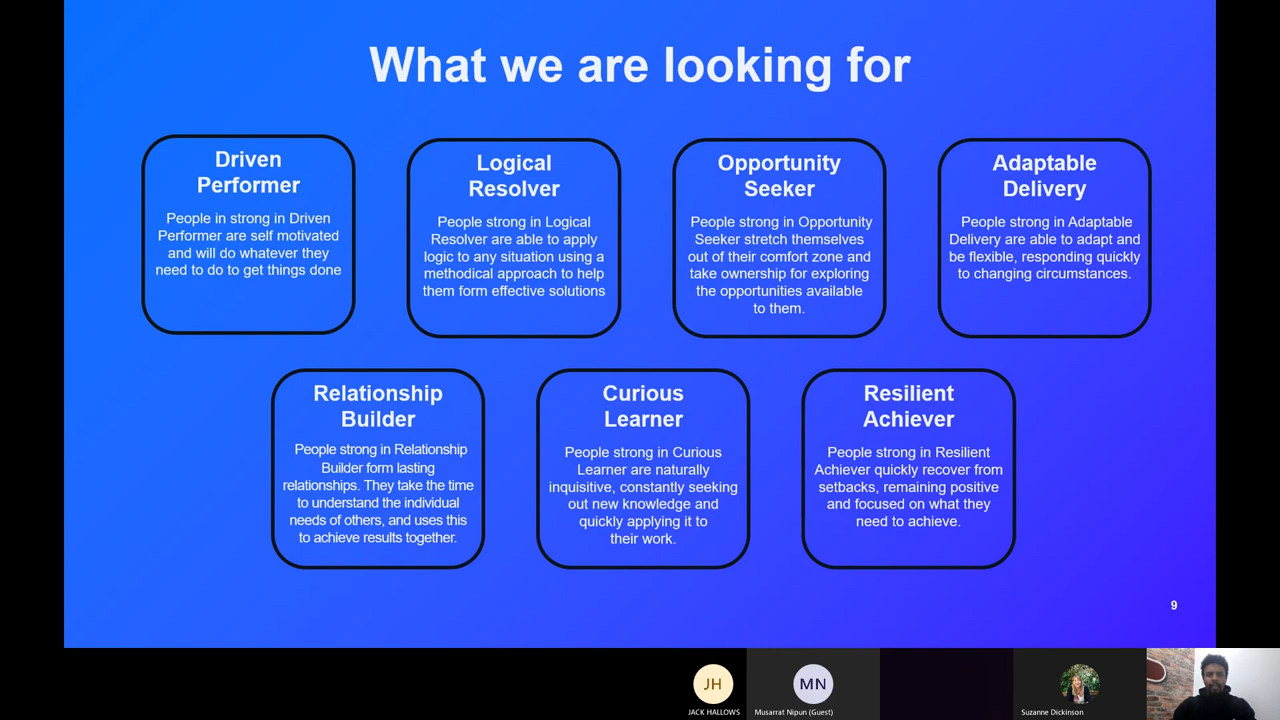 What we are looking for
Driven
Performer
People in strong in Driven
Performer are self motivated
and will do whatever they
need to do to get things done
Logical
Resolver
People strong in Logical
Resolver are able to apply
logic to any situation using a
methodical approach to help
them form effective solutions
Opportunity
Seeker
People strong in Opportunity
Seeker stretch themselves
out of their comfort zone and
take ownership for exploring
the opportunities available
to them.
Adaptable
Delivery
People strong in Adaptable
Delivery are able to adapt and
be flexible, responding quickly
to changing circumstances.
Relationship
Builder
People strong in Relationship
Builder form lasting
relationships. They take the time
to understand the individual
needs of others, and uses this
to achieve results together.
Curious
Learner
People strong in Curious
Learner are naturally
inquisitive, constantly seeking
out new knowledge and
quickly applying it to
their work.
Resilient
Achiever
People strong in Resilient
Achiever quickly recover from
setbacks, remaining positive
and focused on what they
need to achieve.
9
JH
JACK HALLOWS
MN
Musarrat Nipun (Guest)
Suzanne Dickinson